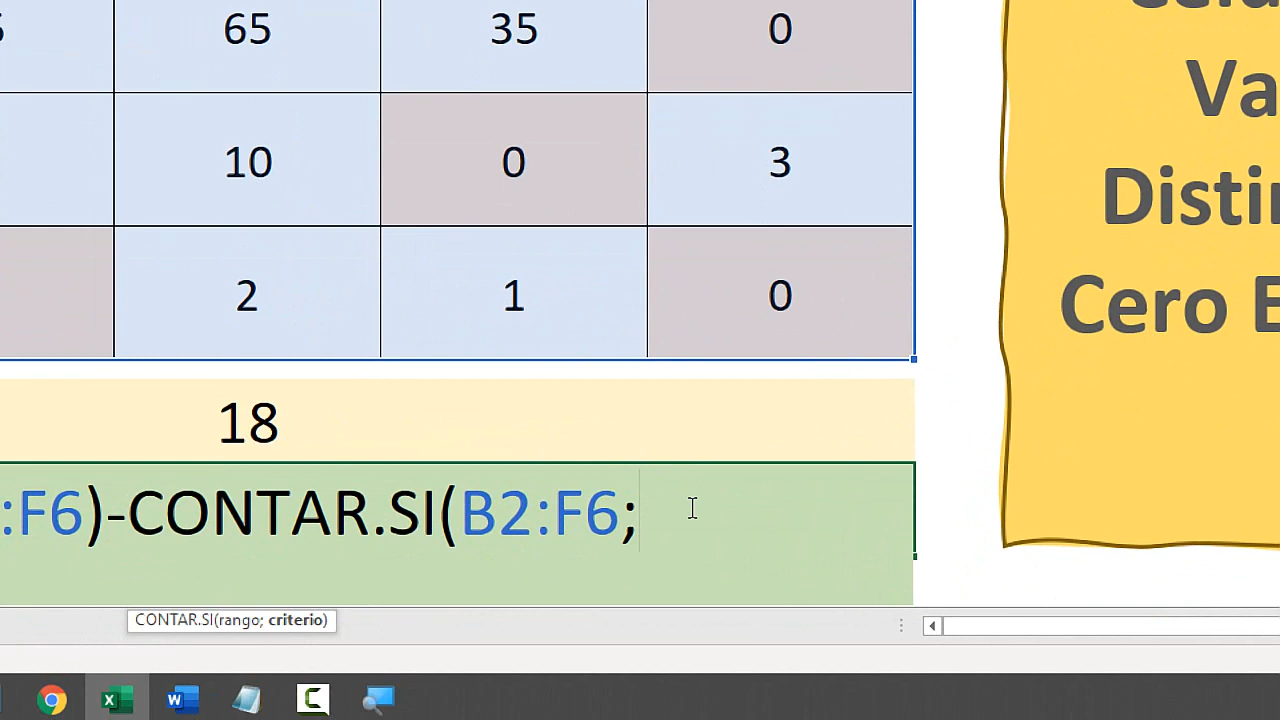 65 35 0
10 0 3
2 1 0
18
:F6)-CONTAR.SI(B2:F6;
CONTAR.SI(rango; criterio)
Va
Distin
Cero E